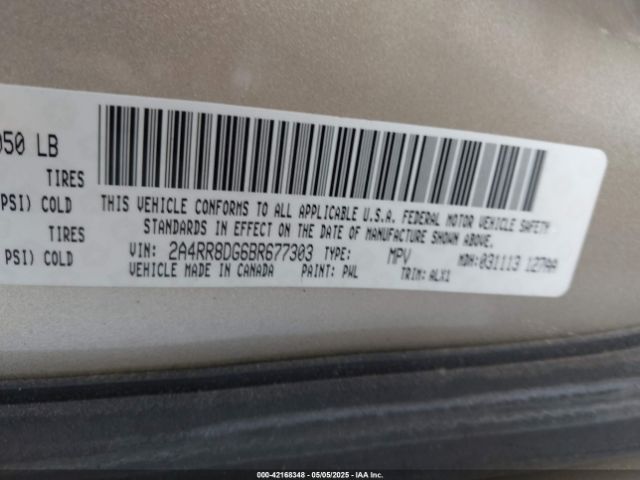 050 LB
TIRES
PSI) COLD
TIRES
PSI) COLD
THIS VEHICLE CONFORMS TO ALL APPLICABLE U.S.A. FEDERAL MOTOR VEHICLE SAFETY
STANDARDS IN EFFECT ON THE DATE OF MANUFACTURE SHOWN ABOVE.
VIN: 2A4RR8DG6BR677303 TYPE: MPV MDH:031113 127AA
VEHICLE MADE IN CANADA PAINT: PWL TRIM: ALX1
000-42168348 - 05/05/2025 - IAA Inc.